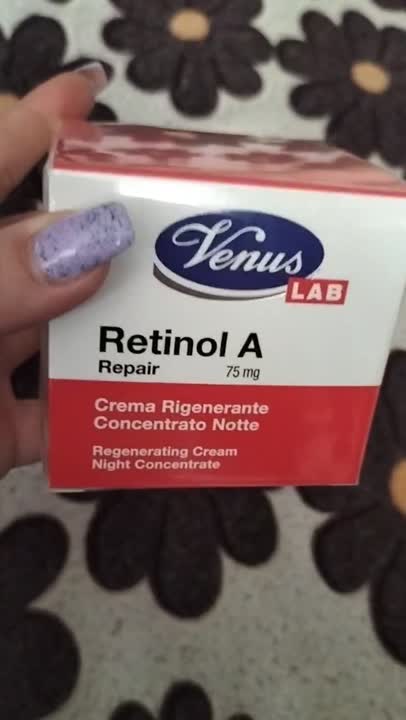 Venus
LAB
Retinol A
Repair 75 mg
Crema Rigenerante
Concentrato Notte
Regenerating Cream
Night Concentrate